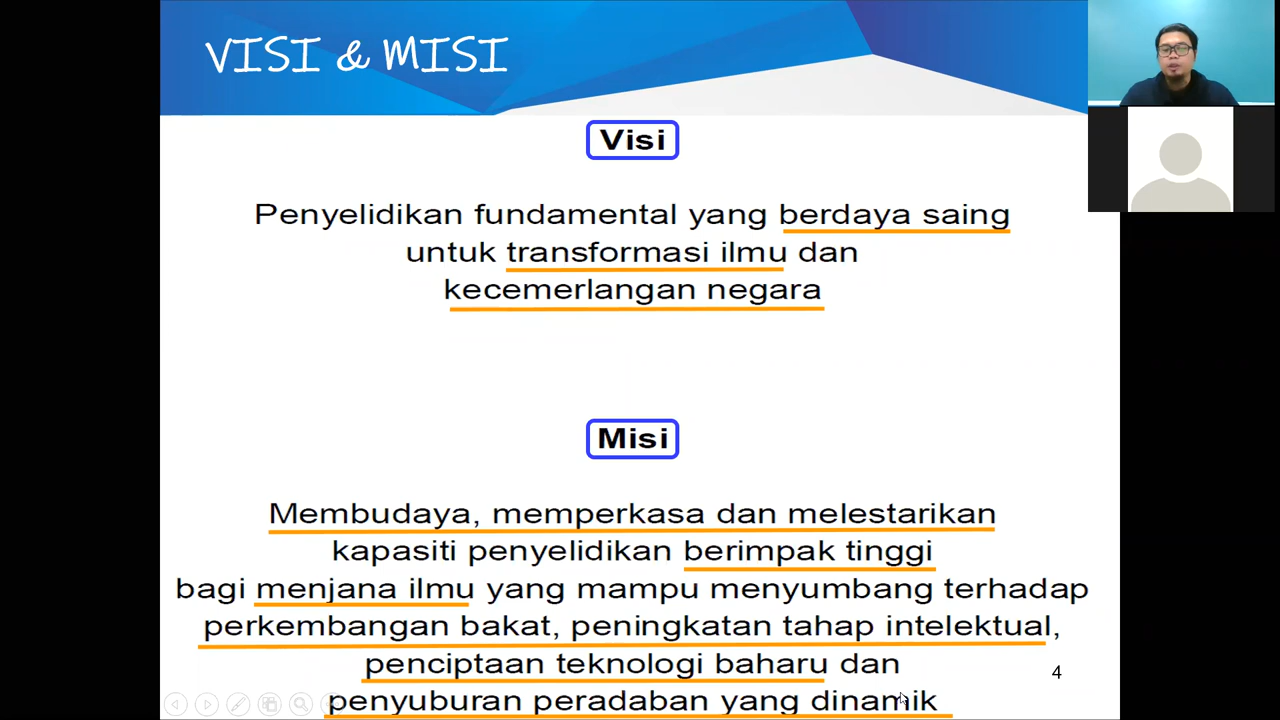 VISI & MISI
Visi
Penyelidikan fundamental yang berdaya saing
untuk transformasi ilmu dan
kecemerlangan negara
Misi
Membudaya, memperkasa dan melestarikan
kapasiti penyelidikan berimpak tinggi
bagi menjana ilmu yang mampu menyumbang terhadap
perkembangan bakat, peningkatan tahap intelektual,
penciptaan teknologi baharu dan
penyuburan peradaban yang dinamik
4